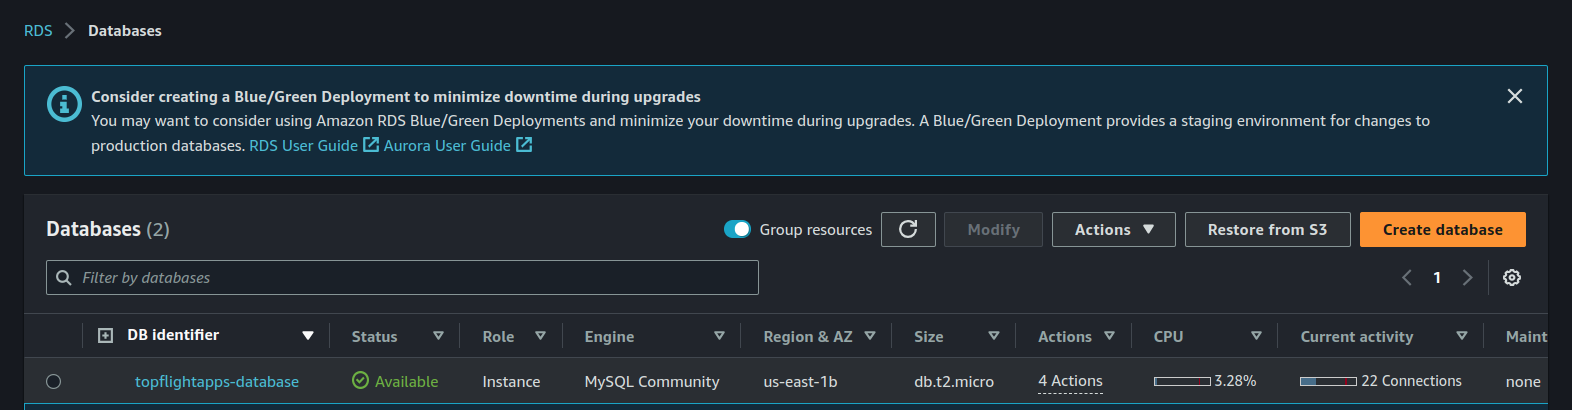 RDS > Databases
Consider creating a Blue/Green Deployment to minimize downtime during upgrades
You may want to consider using Amazon RDS Blue/Green Deployments and minimize your downtime during upgrades. A Blue/Green Deployment provides a staging environment for changes to
production databases. RDS User Guide Aurora User Guide
Databases (2) Group resources Modify Actions Restore from S3 Create database
Filter by databases 1
DB identifier Status Role Engine Region & AZ Size Actions CPU Current activity Maint
topflightapps-database Available Instance MySQL Community us-east-1b db.t2.micro 4 Actions 3.28% 22 Connections none